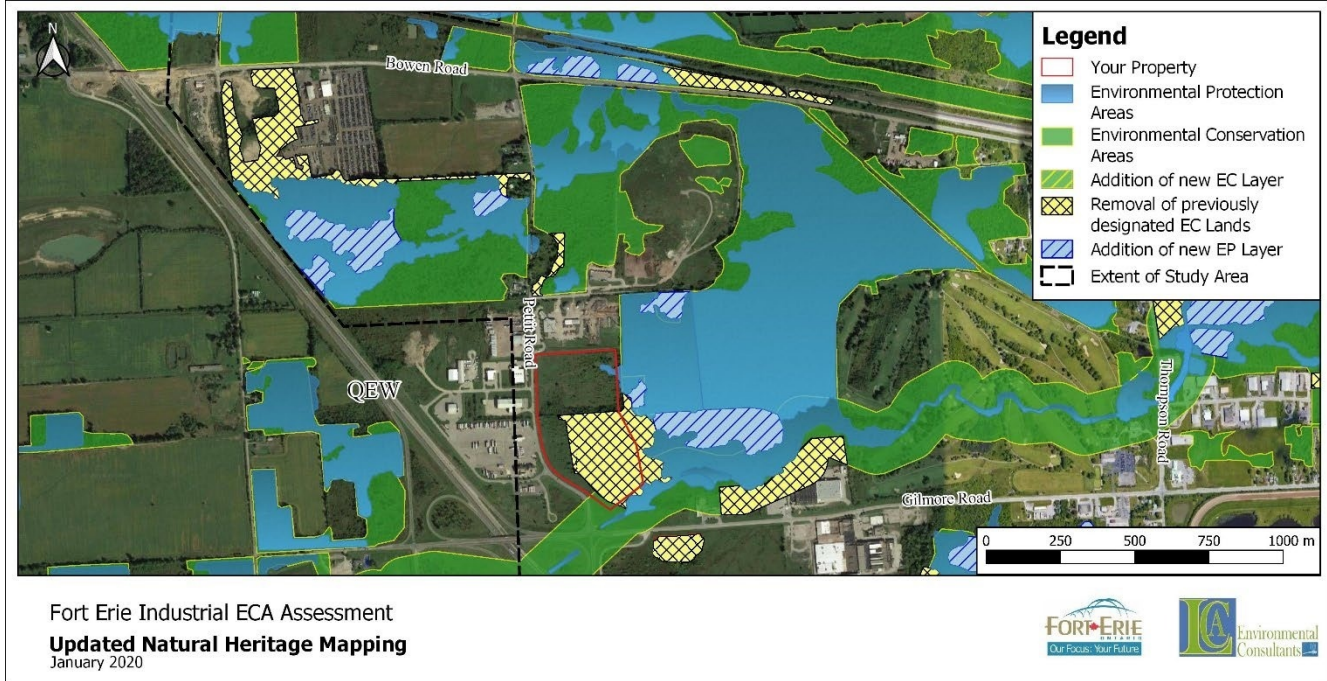 N
Bowen Road
Pettit Road
QEW
Thompson Road
Gilmore Road
Legend
Your Property
Environmental Protection
Areas
Environmental Conservation
Areas
Addition of new EC Layer
Removal of previously
designated EC Lands
Addition of new EP Layer
Extent of Study Area
0 250 500 750 1000 m
Fort Erie Industrial ECA Assessment
Updated Natural Heritage Mapping
January 2020
FORT ERIE
ONTARIO
Our Focus: Your Future
LCA
Environmental
Consultants